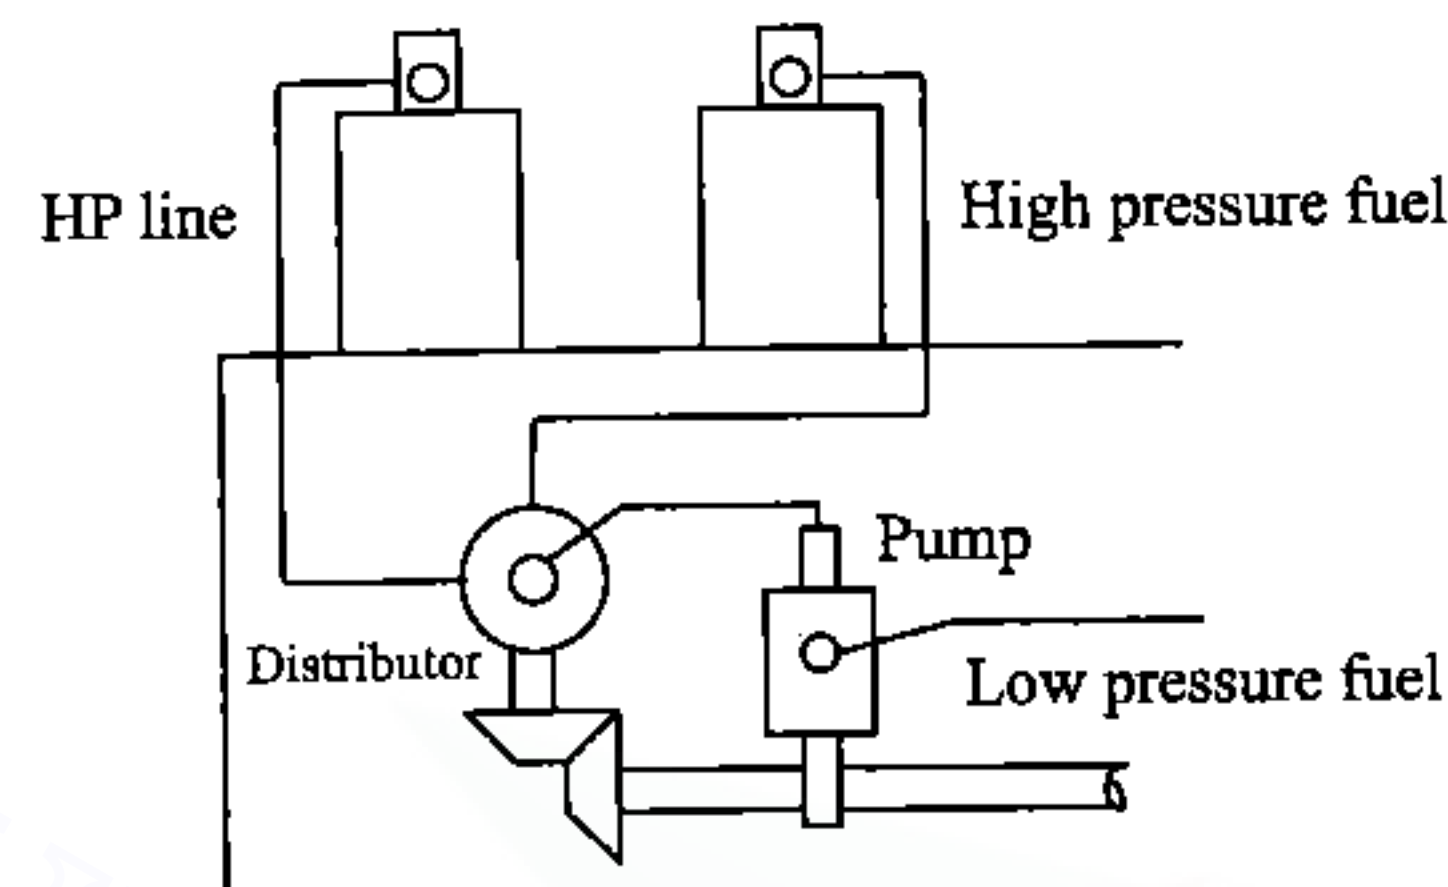 HP line
High pressure fuel
Pump
Distributor
Low pressure fuel